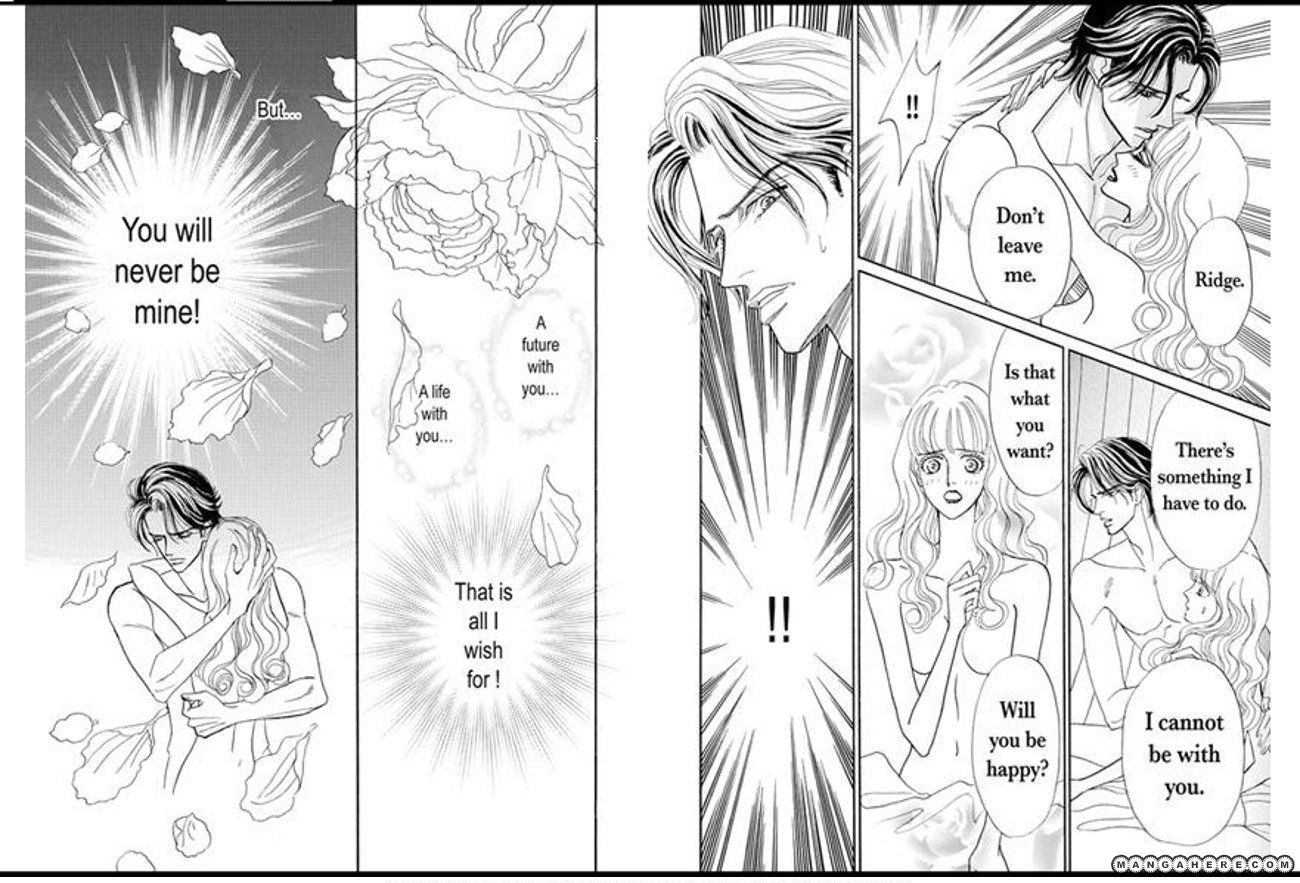 !!
Don't
leave
me.
Ridge.
There's
something I
have to do.
I cannot
be with
you.
Is that
what
you
want?
Will
you be
happy?
!!
A
future
with
you...
A life
with
you...
That is
all I
wish
for !
But...
You will
never be
mine!
MANGAHERE.COM